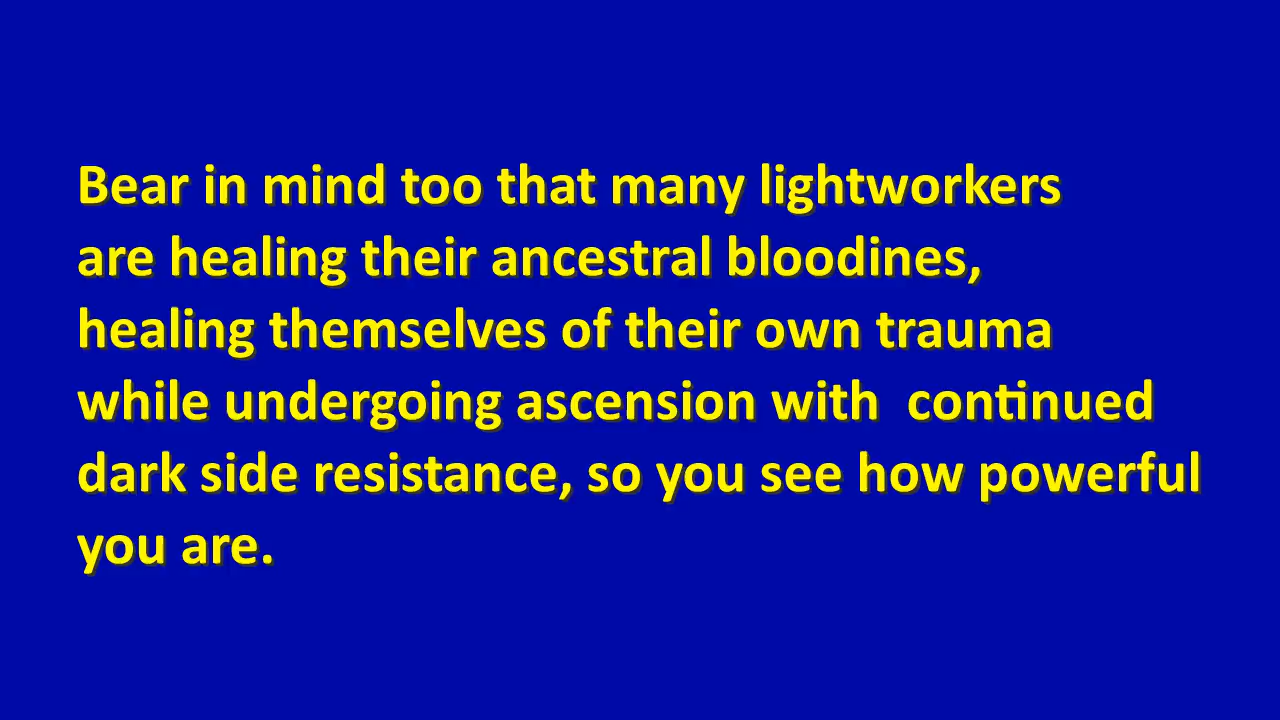 Bear in mind too that many lightworkers
are healing their ancestral bloodines,
healing themselves of their own trauma
while undergoing ascension with  continued
dark side resistance, so you see how powerful
you are.